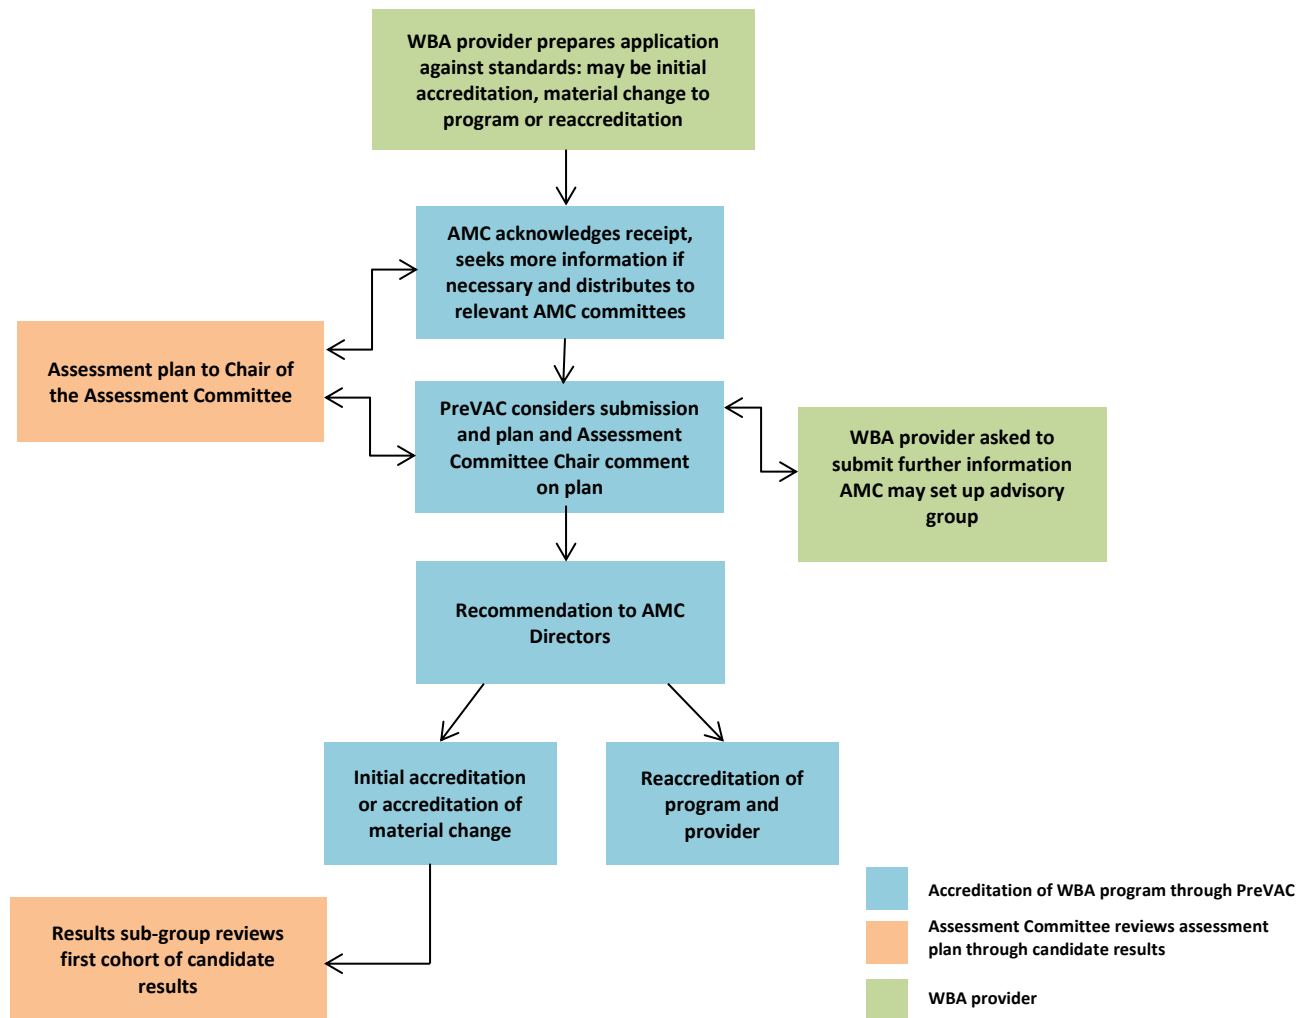 WBA provider prepares application
against standards: may be initial
accreditation, material change to
program or reaccreditation
AMC acknowledges receipt,
seeks more information if
necessary and distributes to
relevant AMC committees
Assessment plan to Chair of
the Assessment Committee
PreVAC considers submission
and plan and Assessment
Committee Chair comment
on plan
WBA provider asked to
submit further information
AMC may set up advisory
group
Recommendation to AMC
Directors
Initial accreditation
or accreditation of
material change
Reaccreditation of
program and
provider
Results sub-group reviews
first cohort of candidate
results
Accreditation of WBA program through PreVAC
Assessment Committee reviews assessment
plan through candidate results
WBA provider